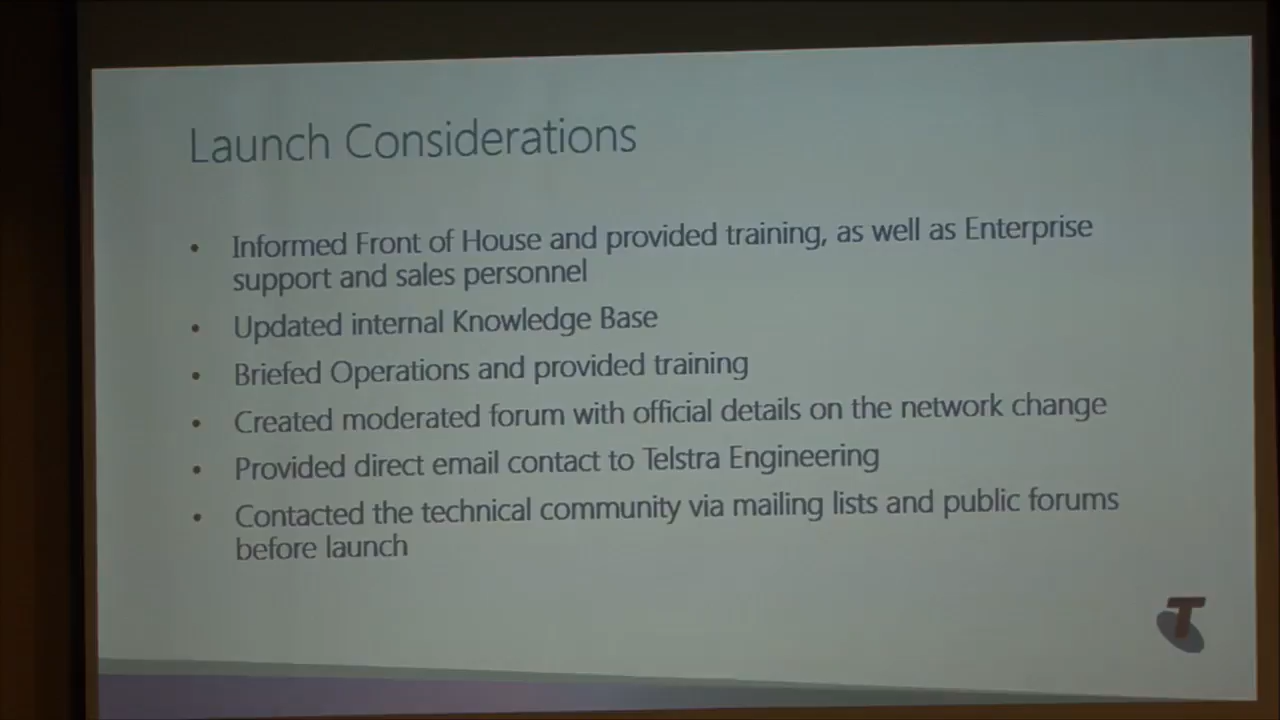 Launch Considerations
• Informed Front of House and provided training, as well as Enterprise
support and sales personnel
• Updated internal Knowledge Base
• Briefed Operations and provided training
• Created moderated forum with official details on the network change
• Provided direct email contact to Telstra Engineering
• Contacted the technical community via mailing lists and public forums
before launch
T